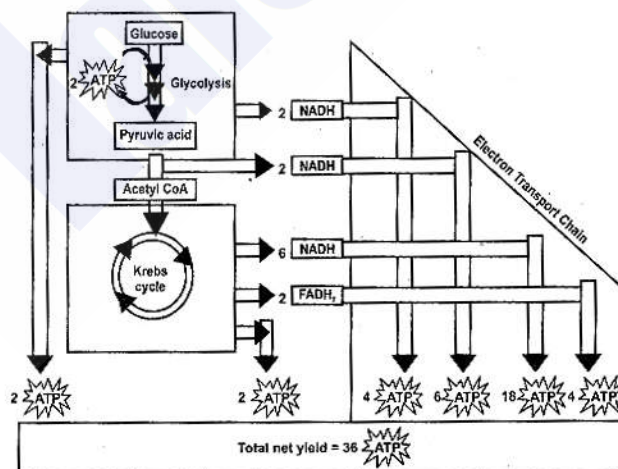 Glucose
2 ATP
Glycolysis
Pyruvic acid
2 NADH
2 NADH
Acetyl CoA
Electron Transport Chain
Krebs
cycle
6 NADH
2 FADH₂
2 ATP
2 ATP
4 ATP
6 ATP
18 ATP
4 ATP
Total net yield = 36 ATP